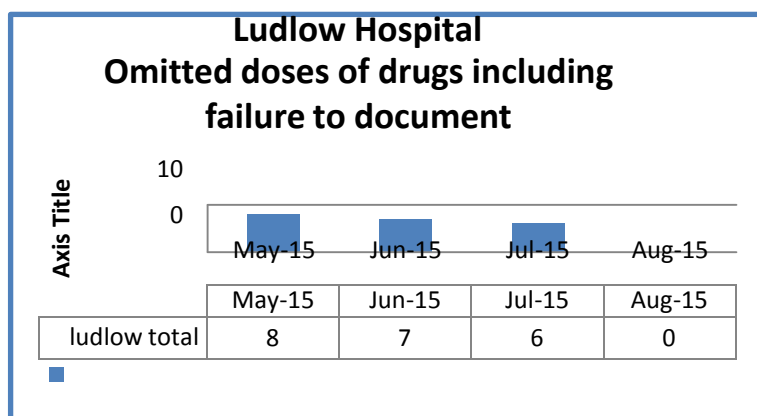 Ludlow Hospital
Omitted doses of drugs including
failure to document
Axis Title
10
0
May-15 Jun-15 Jul-15 Aug-15
May-15 Jun-15 Jul-15 Aug-15
ludlow total 8 7 6 0